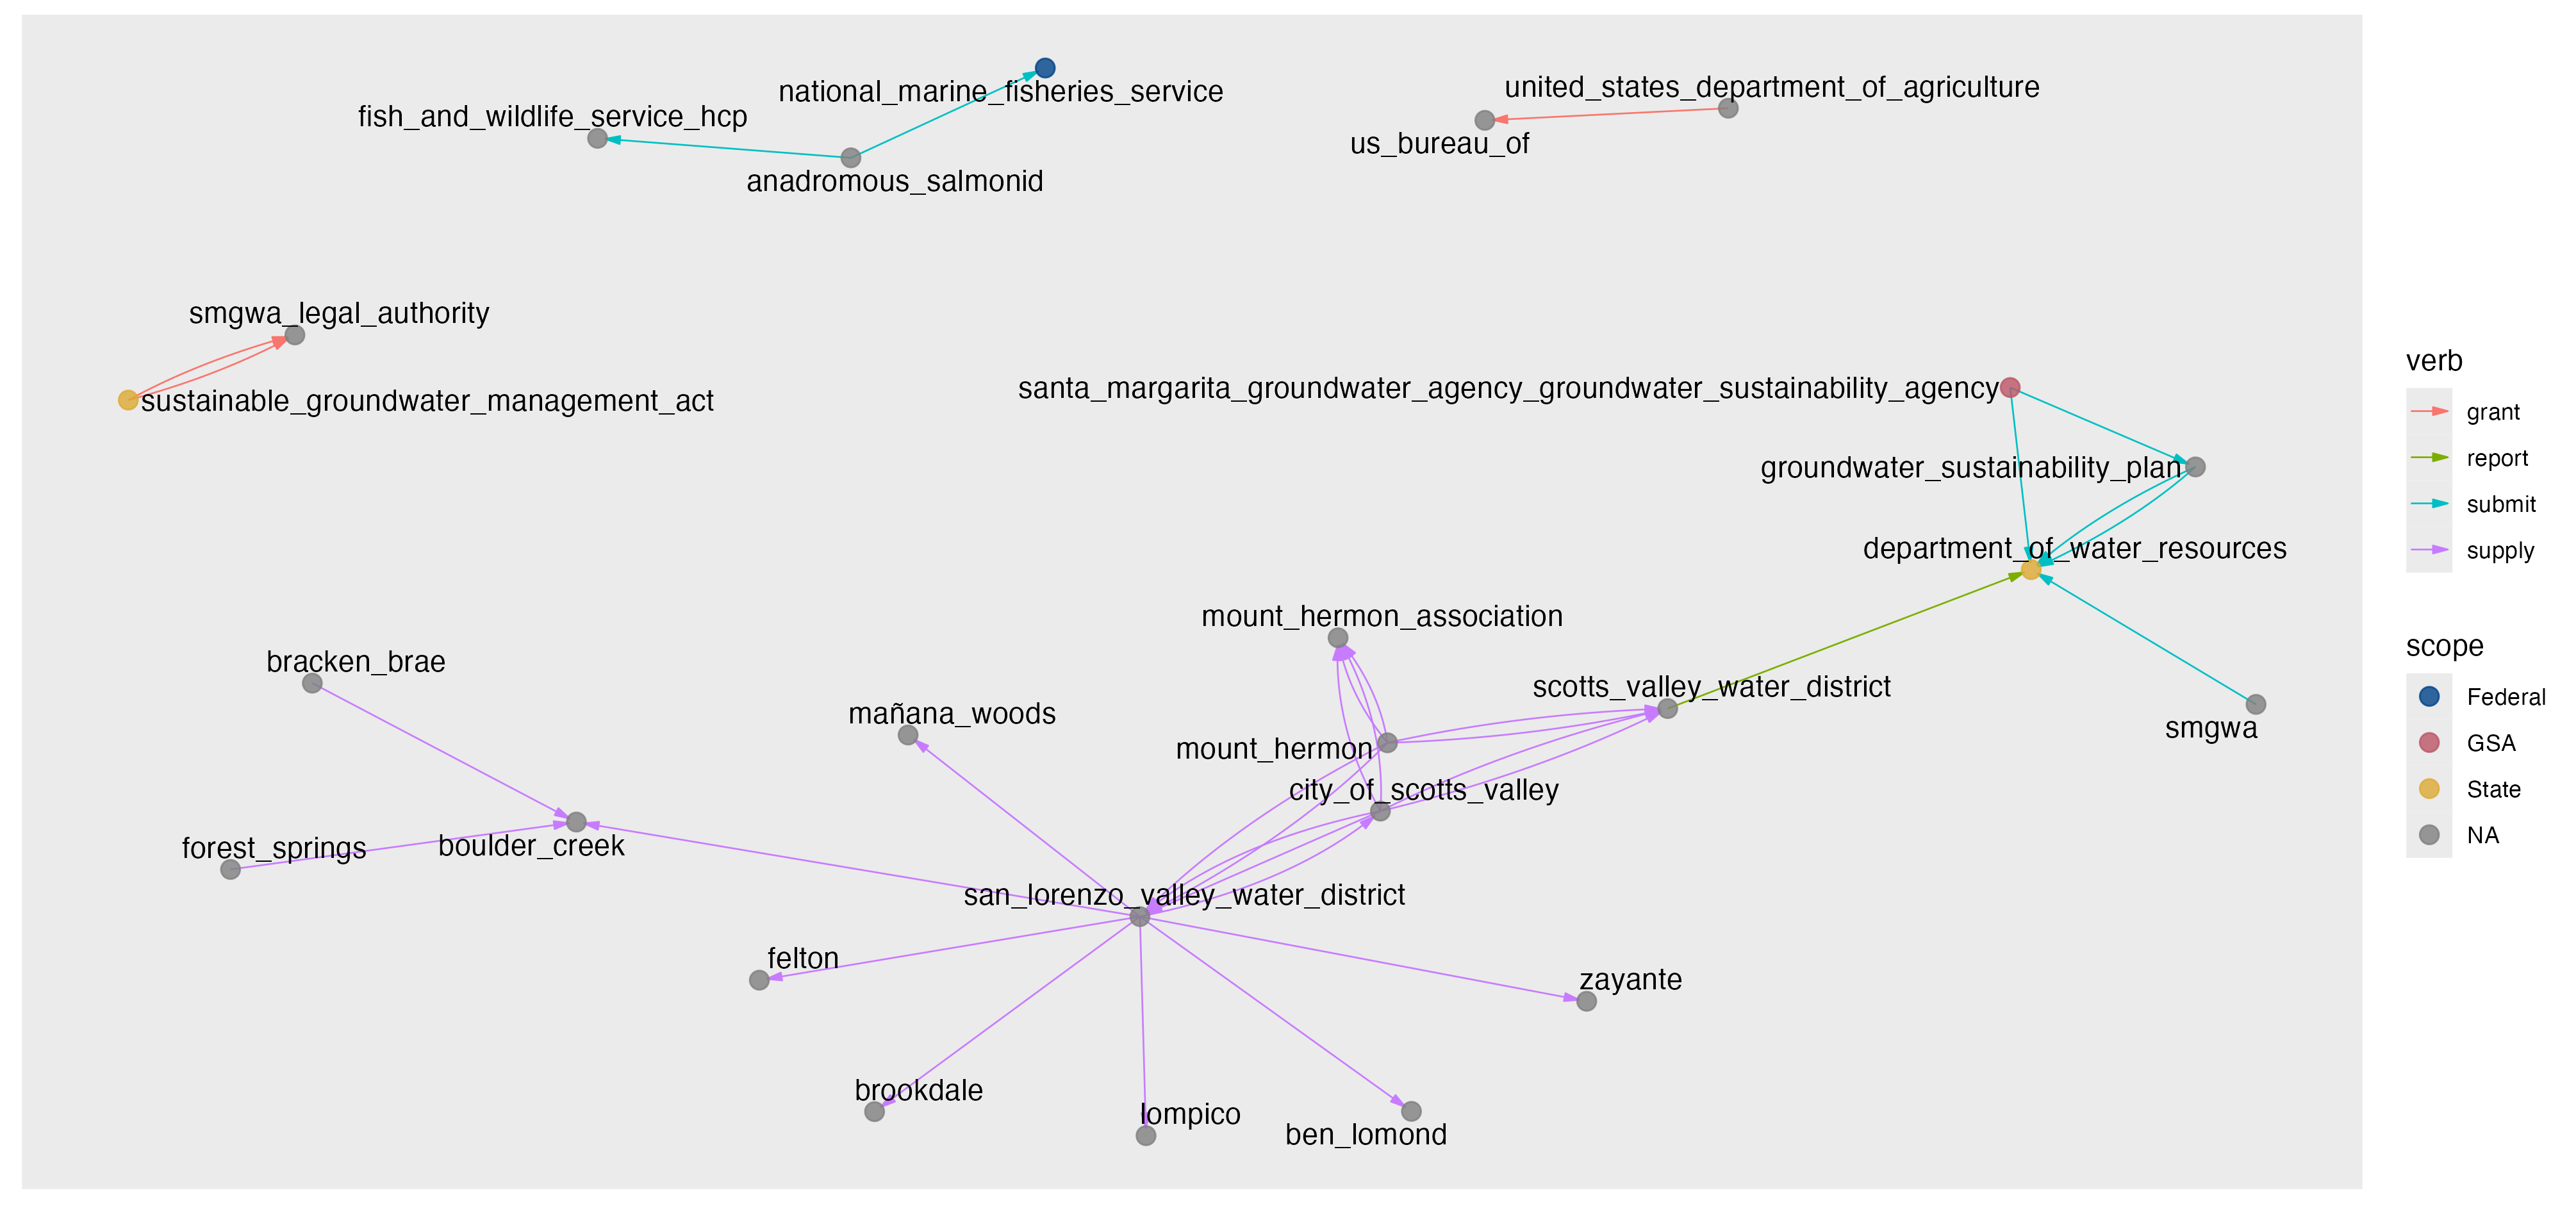 national_marine_fisheries_service
united_states_department_of_agriculture
fish_and_wildlife_service_hcp
us_bureau_of
anadromous_salmonid
smgwa_legal_authority
sustainable_groundwater_management_act
santa_margarita_groundwater_agency_groundwater_sustainability_agency
groundwater_sustainability_plan
department_of_water_resources
mount_hermon_association
bracken_brae
scotts_valley_water_district
mañana_woods
smgwa
mount_hermon
city_of_scotts_valley
forest_springs
boulder_creek
san_lorenzo_valley_water_district
felton
zayante
brookdale
lompico
ben_lomond
verb
grant
report
submit
supply
scope
Federal
GSA
State
NA